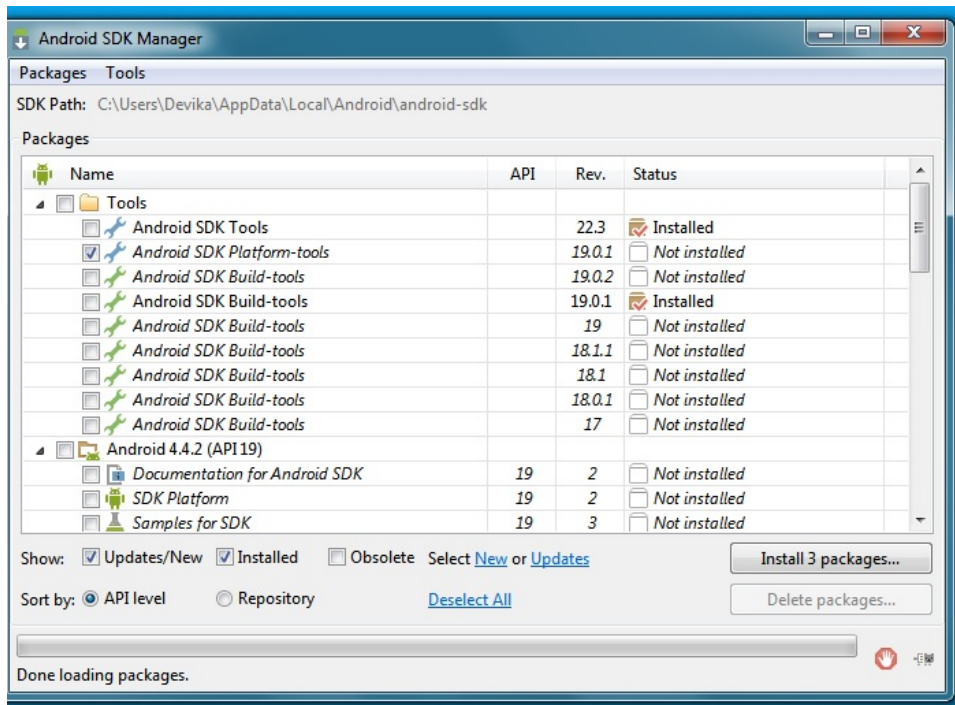 Android SDK Manager
Packages Tools
SDK Path: C:\Users\Devika\AppData\Local\Android\android-sdk
Packages
Name API Rev. Status
Tools
Android SDK Tools 22.3 Installed
Android SDK Platform-tools 19.0.1 Not installed
Android SDK Build-tools 19.0.2 Not installed
Android SDK Build-tools 19.0.1 Installed
Android SDK Build-tools 19 Not installed
Android SDK Build-tools 18.1.1 Not installed
Android SDK Build-tools 18.1 Not installed
Android SDK Build-tools 18.0.1 Not installed
Android SDK Build-tools 17 Not installed
Android 4.4.2 (API 19)
Documentation for Android SDK 19 2 Not installed
SDK Platform 19 2 Not installed
Samples for SDK 19 3 Not installed
Show: Updates/New Installed Obsolete Select New or Updates Install 3 packages...
Sort by: API level Repository Deselect All Delete packages...
Done loading packages.